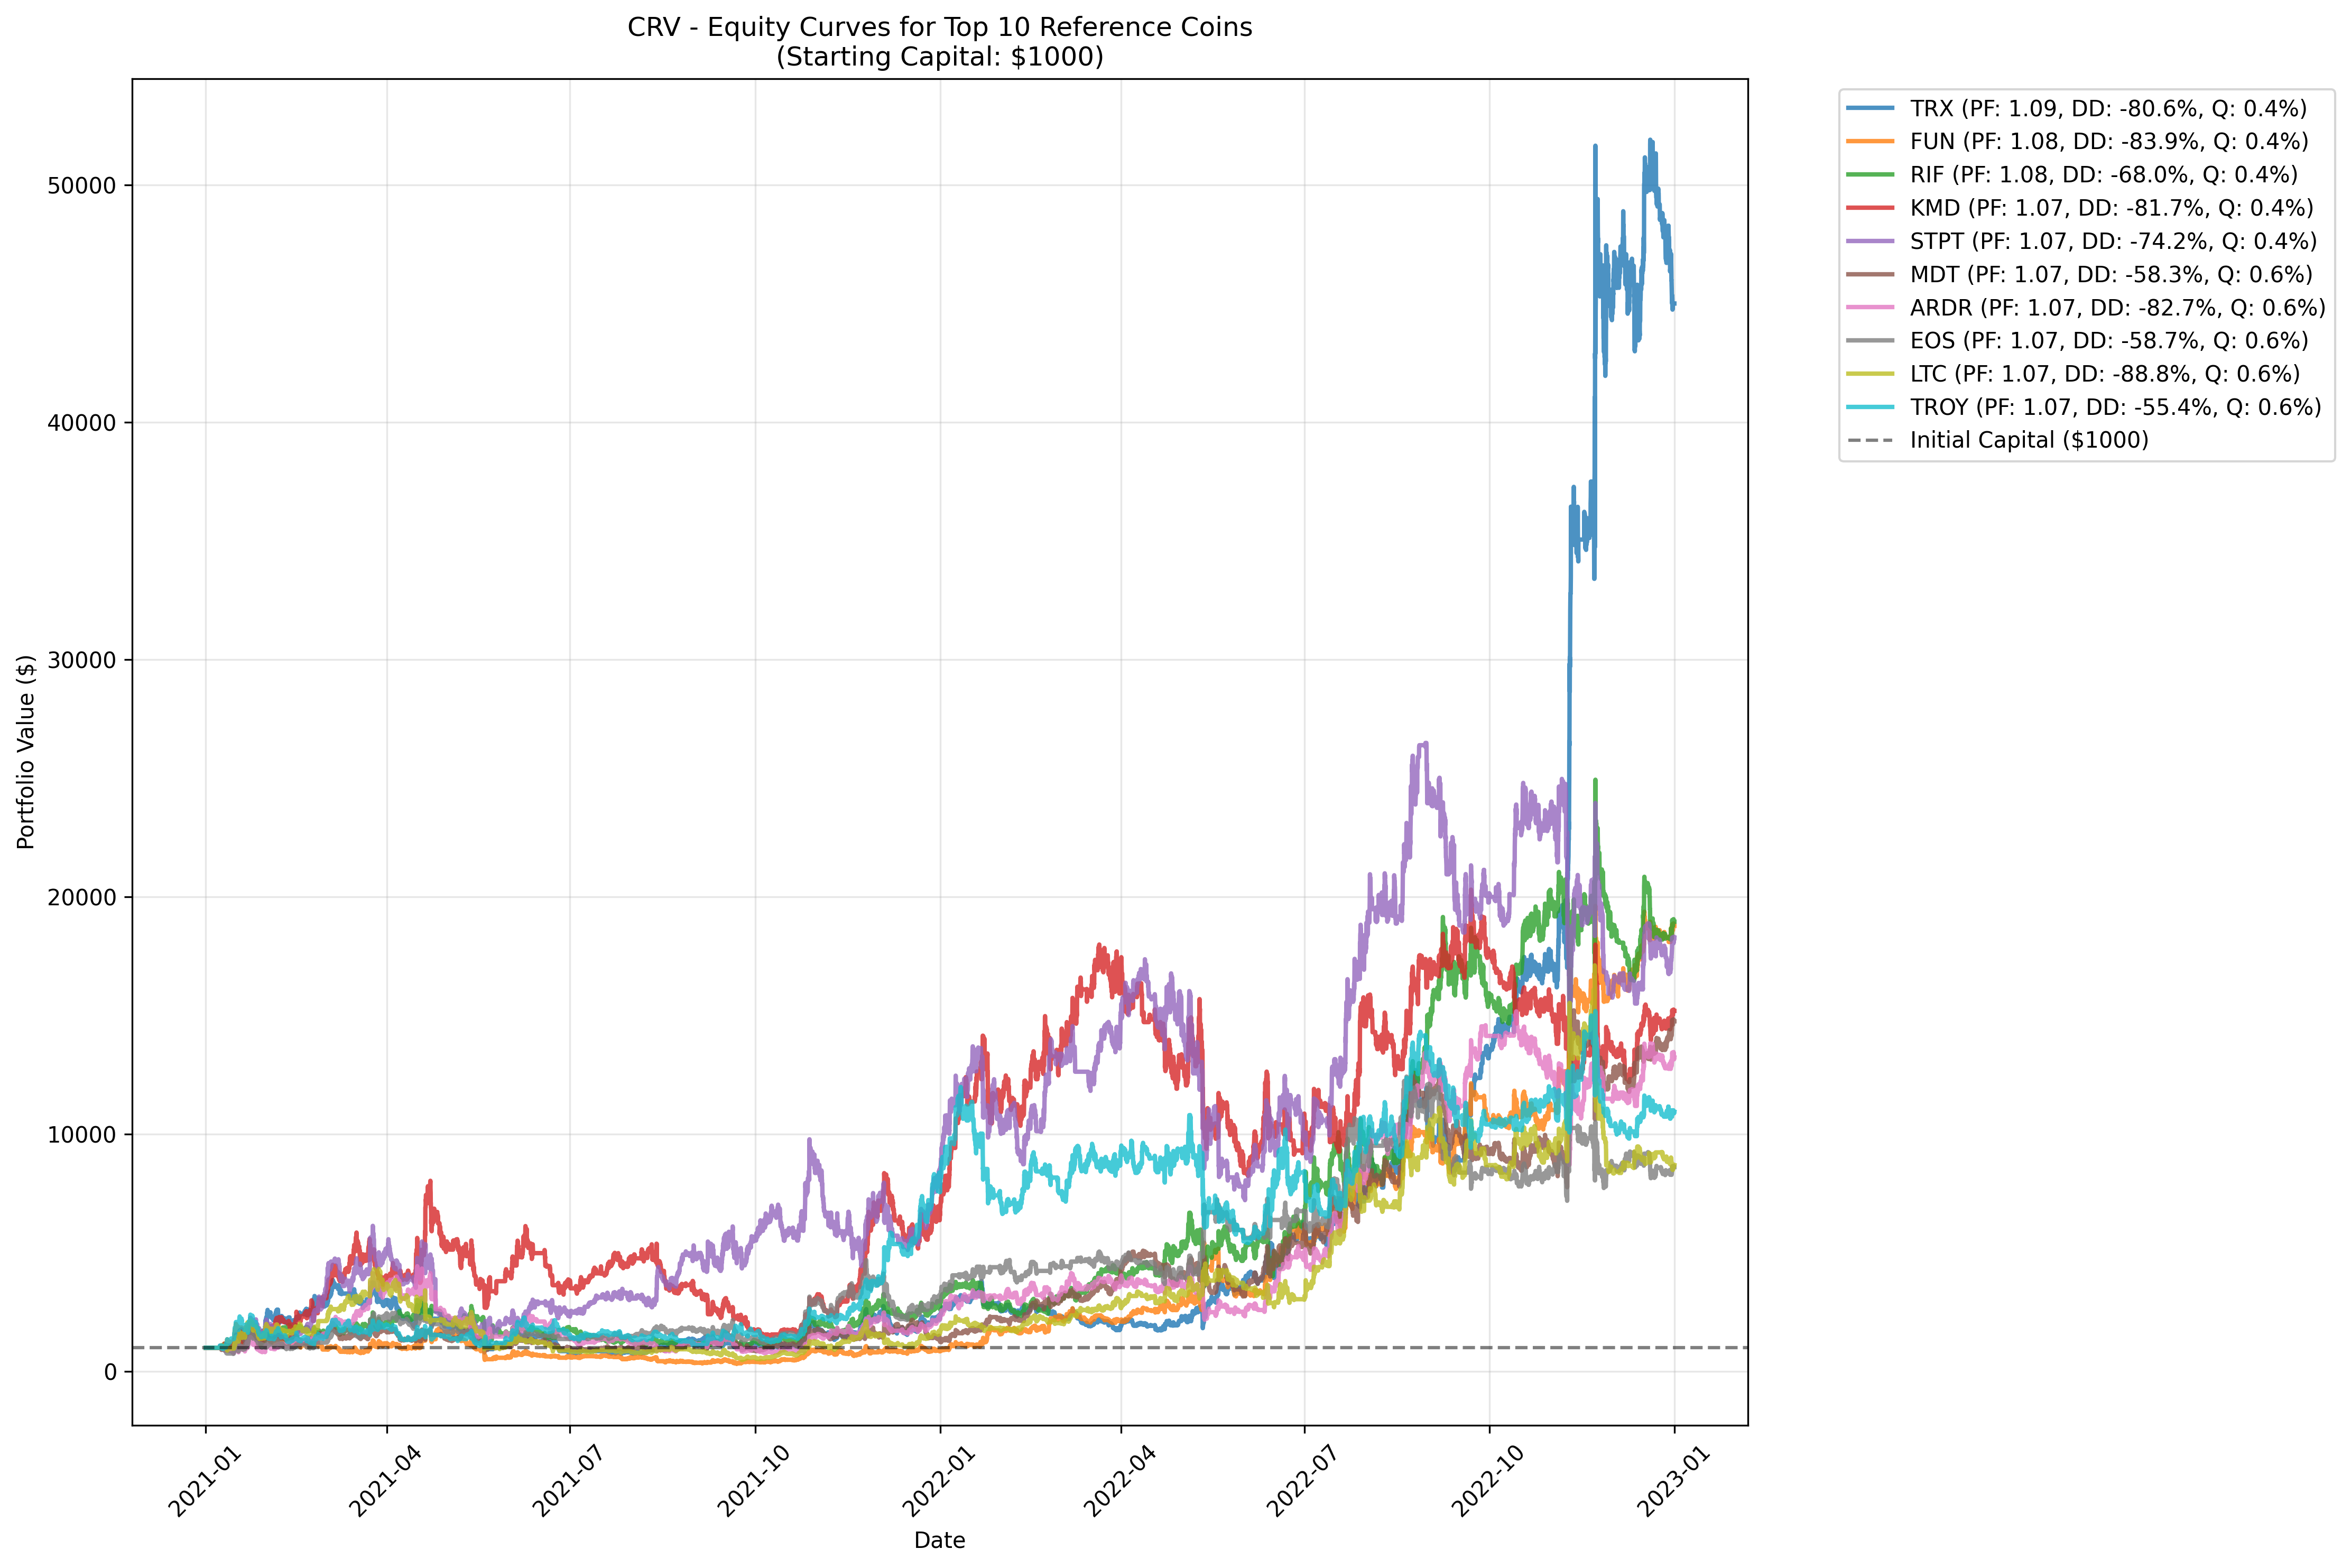 CRV - Equity Curves for Top 10 Reference Coins
(Starting Capital: $1000)
Portfolio Value ($)
50000
40000
30000
20000
10000
0
2021-01
2021-04
2021-07
2021-10
2022-01
2022-04
2022-07
2022-10
2023-01
Date
TRX (PF: 1.09, DD: -80.6%, Q: 0.4%)
FUN (PF: 1.08, DD: -83.9%, Q: 0.4%)
RIF (PF: 1.08, DD: -68.0%, Q: 0.4%)
KMD (PF: 1.07, DD: -81.7%, Q: 0.4%)
STPT (PF: 1.07, DD: -74.2%, Q: 0.4%)
MDT (PF: 1.07, DD: -58.3%, Q: 0.6%)
ARDR (PF: 1.07, DD: -82.7%, Q: 0.6%)
EOS (PF: 1.07, DD: -58.7%, Q: 0.6%)
LTC (PF: 1.07, DD: -88.8%, Q: 0.6%)
TROY (PF: 1.07, DD: -55.4%, Q: 0.6%)
Initial Capital ($1000)